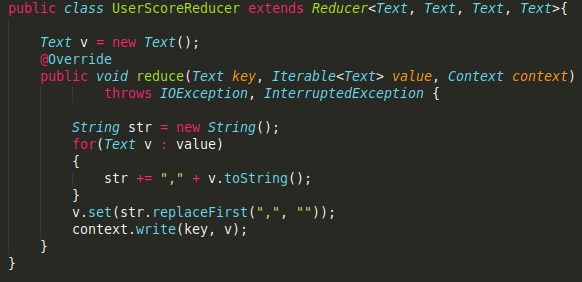 public class UserScoreReducer extends Reducer<Text, Text, Text, Text>{
Text v = new Text();
@Override
public void reduce(Text key, Iterable<Text> value, Context context)
throws IOException, InterruptedException {
String str = new String();
for(Text v : value)
{
str += "," + v.toString();
}
v.set(str.replaceFirst(",", ""));
context.write(key, v);
}
}